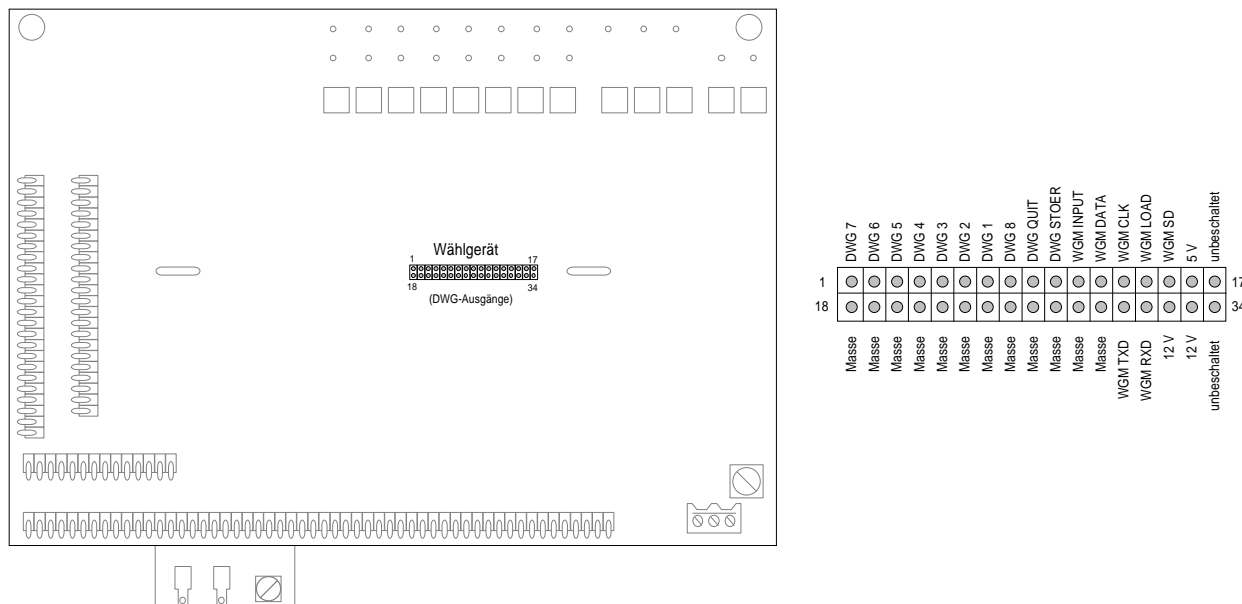 Wählgerät
1 17
18 34
(DWG-Ausgänge)
DWG 7
DWG 6
DWG 5
DWG 4
DWG 3
DWG 2
DWG 1
DWG 8
DWG QUIT
DWG STOER
WGM INPUT
WGM DATA
WGM CLK
WGM LOAD
WGM SD
5 V
unbeschaltet
1 17
18 34
Masse
Masse
Masse
Masse
Masse
Masse
Masse
Masse
Masse
Masse
Masse
Masse
WGM TXD
WGM RXD
12 V
12 V
unbeschaltet